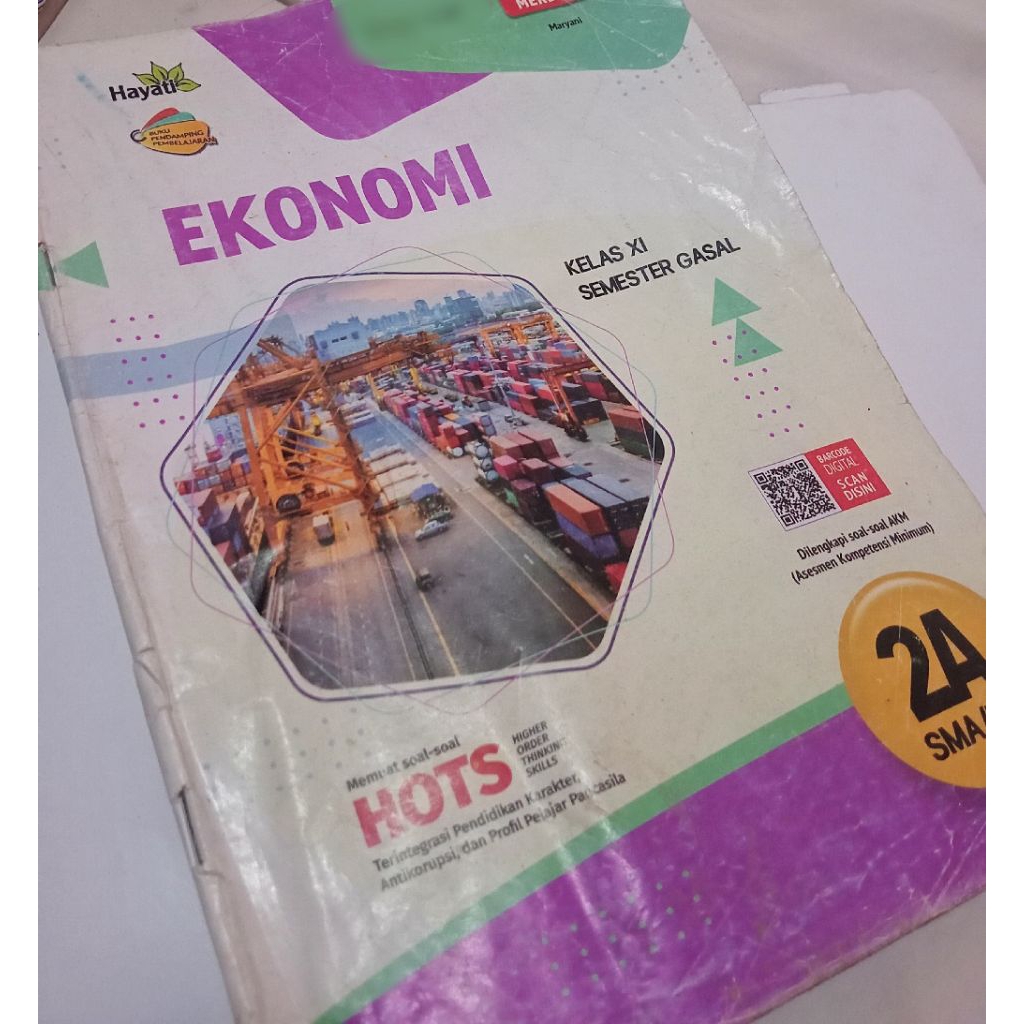 Maryani
Hayati
BUKU
PENDAMPING
PEMBELAJARAN
EKONOMI
KELAS XI
SEMESTER GASAL
BARCODE
DIGITAL
SCAN
DISINI
Dilengkapi soal-soal AKM
(Asesmen Kompetensi Minimum)
2A
SMA/
Memuat soal-soal
HOTS
HIGHER
ORDER
THINKING
SKILLS
Terintegrasi Pendidikan Karakter,
Antikorupsi, dan Profil Pelajar Pancasila